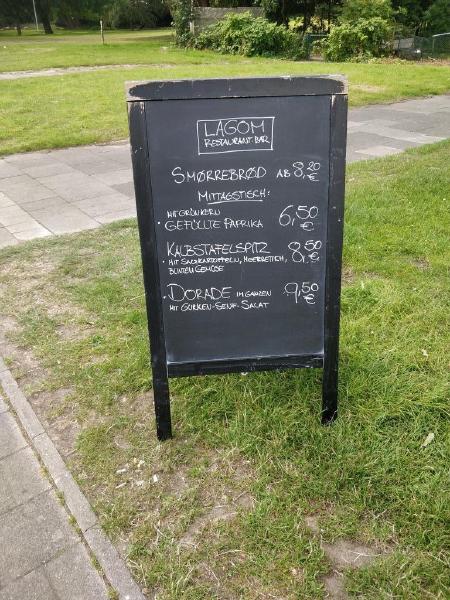 LAGOM
RESTAURANT BAR
SMØRREBRØD AB 8,20 €
MITTAGSTISCH:
MIT GRÜNKERN
· GEFÜLLTE PAPRIKA 6,50 €
KALBSTAFELSPITZ 8,50 €
· MIT SALZKARTOFFELN, MEERRETTICH,
BUNTEN GEMÜSE
· DORADE IM GANZEN 9,50 €
MIT GURKEN-SENF-SALAT